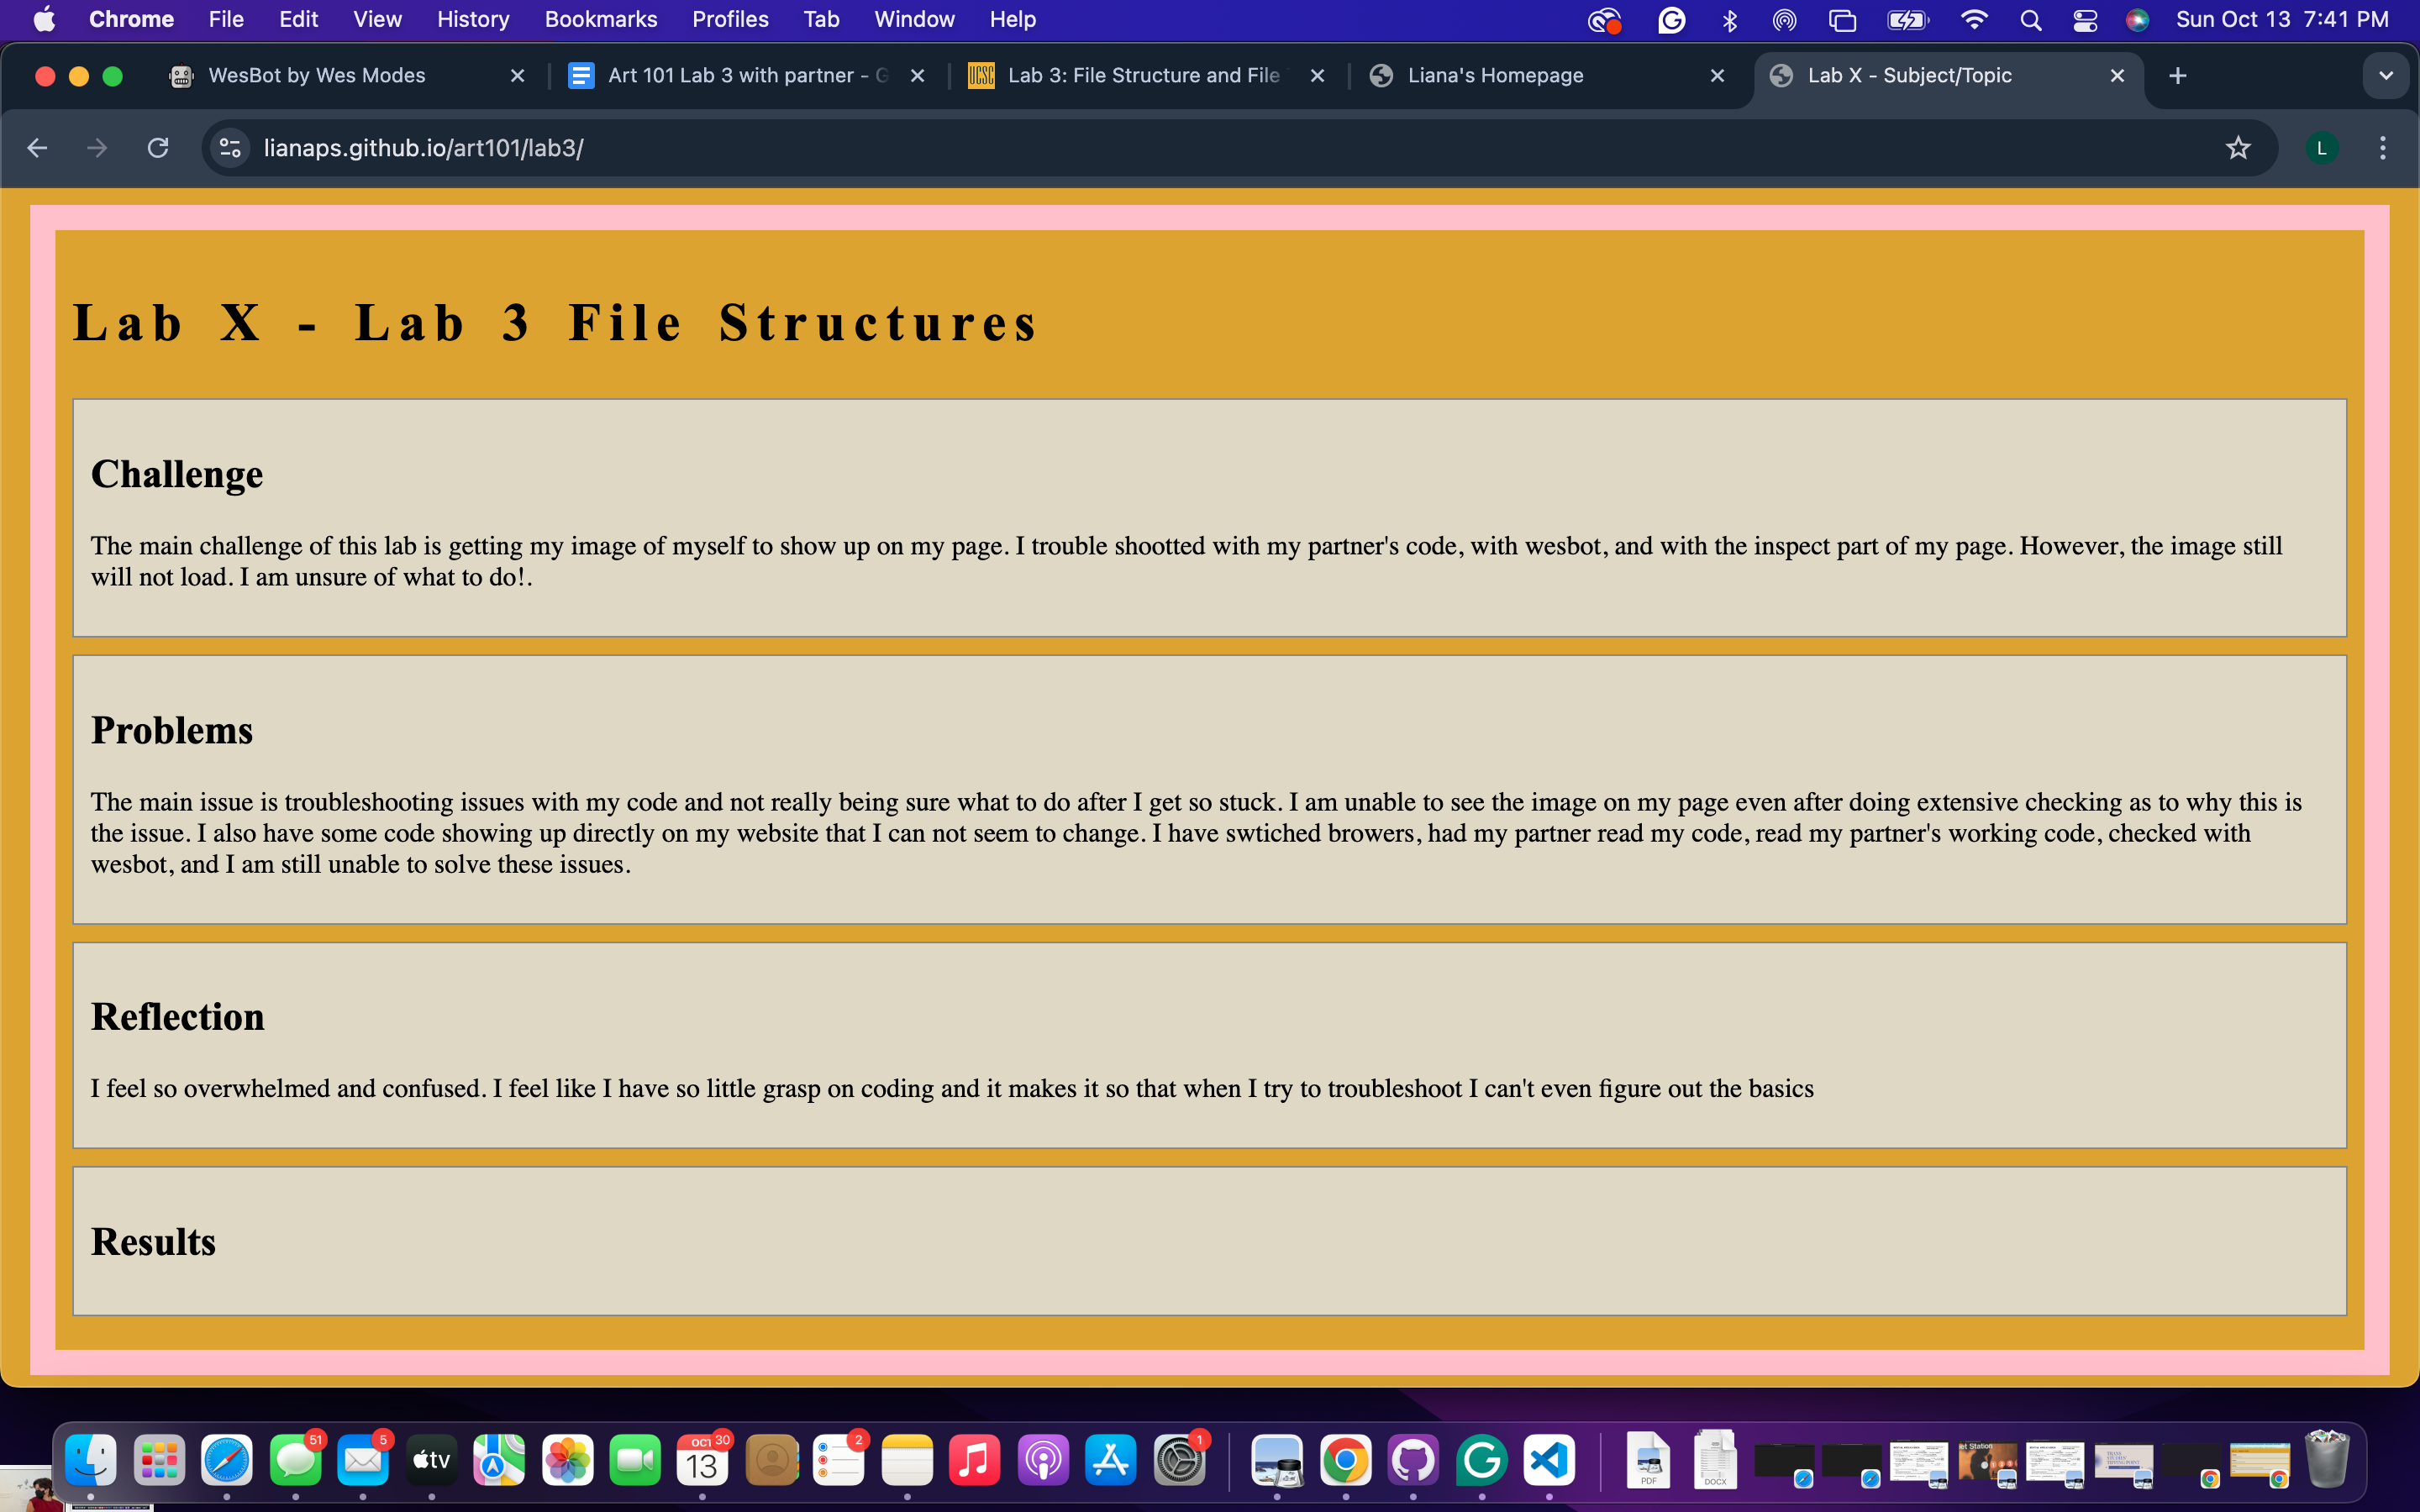 Chrome File Edit View History Bookmarks Profiles Tab Window Help Sun Oct 13 7:41 PM
WesBot by Wes Modes Art 101 Lab 3 with partner - G UCSC Lab 3: File Structure and File Liana's Homepage Lab X - Subject/Topic
lianaps.github.io/art101/lab3/ L
Lab X - Lab 3 File Structures
Challenge
The main challenge of this lab is getting my image of myself to show up on my page. I trouble shootted with my partner's code, with wesbot, and with the inspect part of my page. However, the image still
will not load. I am unsure of what to do!.
Problems
The main issue is troubleshooting issues with my code and not really being sure what to do after I get so stuck. I am unable to see the image on my page even after doing extensive checking as to why this is
the issue. I also have some code showing up directly on my website that I can not seem to change. I have swtiched browers, had my partner read my code, read my partner's working code, checked with
wesbot, and I am still unable to solve these issues.
Reflection
I feel so overwhelmed and confused. I feel like I have so little grasp on coding and it makes it so that when I try to troubleshoot I can't even figure out the basics
Results
51 5 OCT 30 2 1
tv 13 PDF DOCX